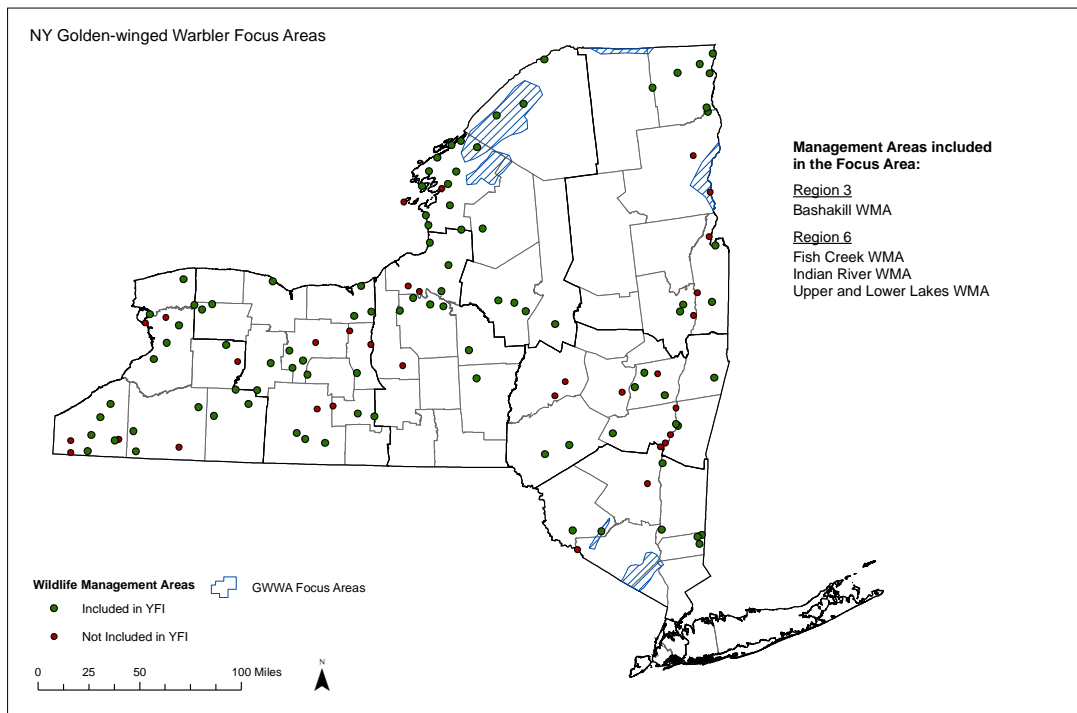 NY Golden-winged Warbler Focus Areas
Management Areas included
in the Focus Area:
Region 3
Bashakill WMA
Region 6
Fish Creek WMA
Indian River WMA
Upper and Lower Lakes WMA
Wildlife Management Areas
GWWA Focus Areas
Included in YFI
Not Included in YFI
0 25 50 100 Miles
N